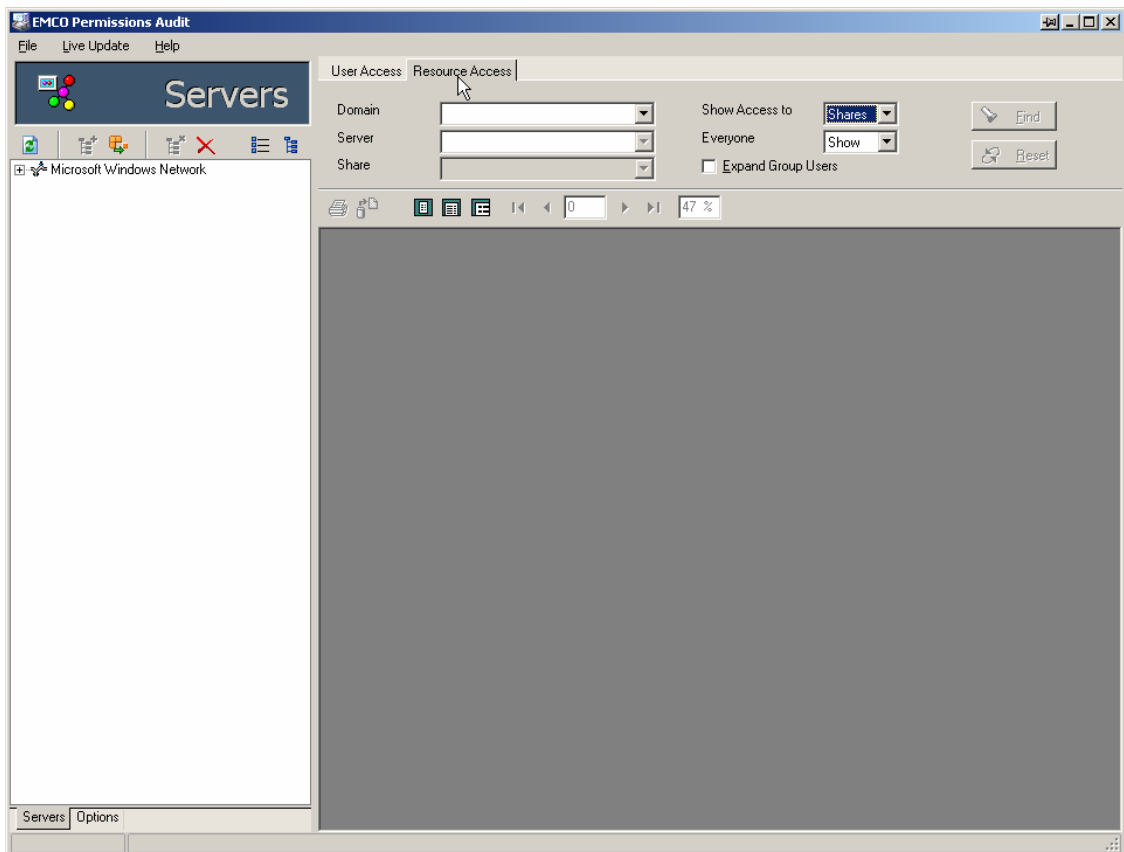 EMCO Permissions Audit
File Live Update Help
Servers
User Access Resource Access
Domain
Show Access to Shares
Find
Server
Everyone Show
Share
Expand Group Users
Reset
Microsoft Windows Network
0
47 %
Servers Options